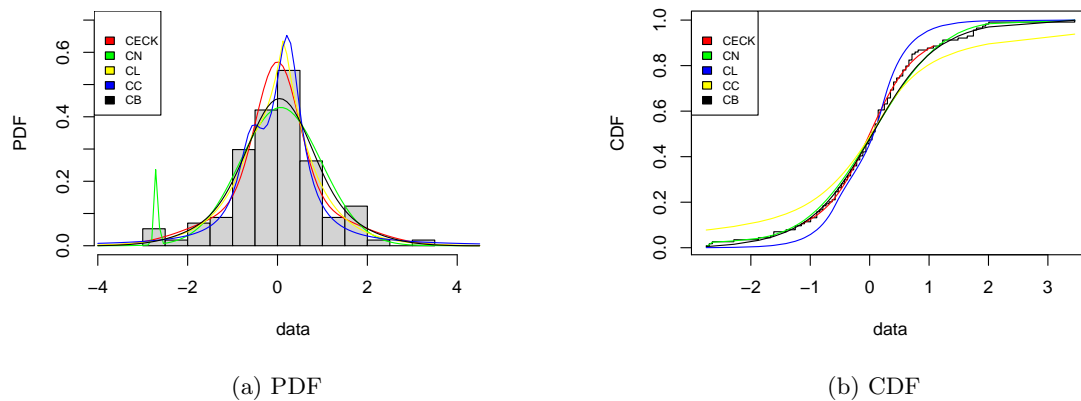 CECK
CN
CL
CC
CB
PDF
0.0 0.2 0.4 0.6
−4 −2 0 2 4
data
(a) PDF
CECK
CN
CL
CC
CB
CDF
0.0 0.2 0.4 0.6 0.8 1.0
−2 −1 0 1 2 3
data
(b) CDF